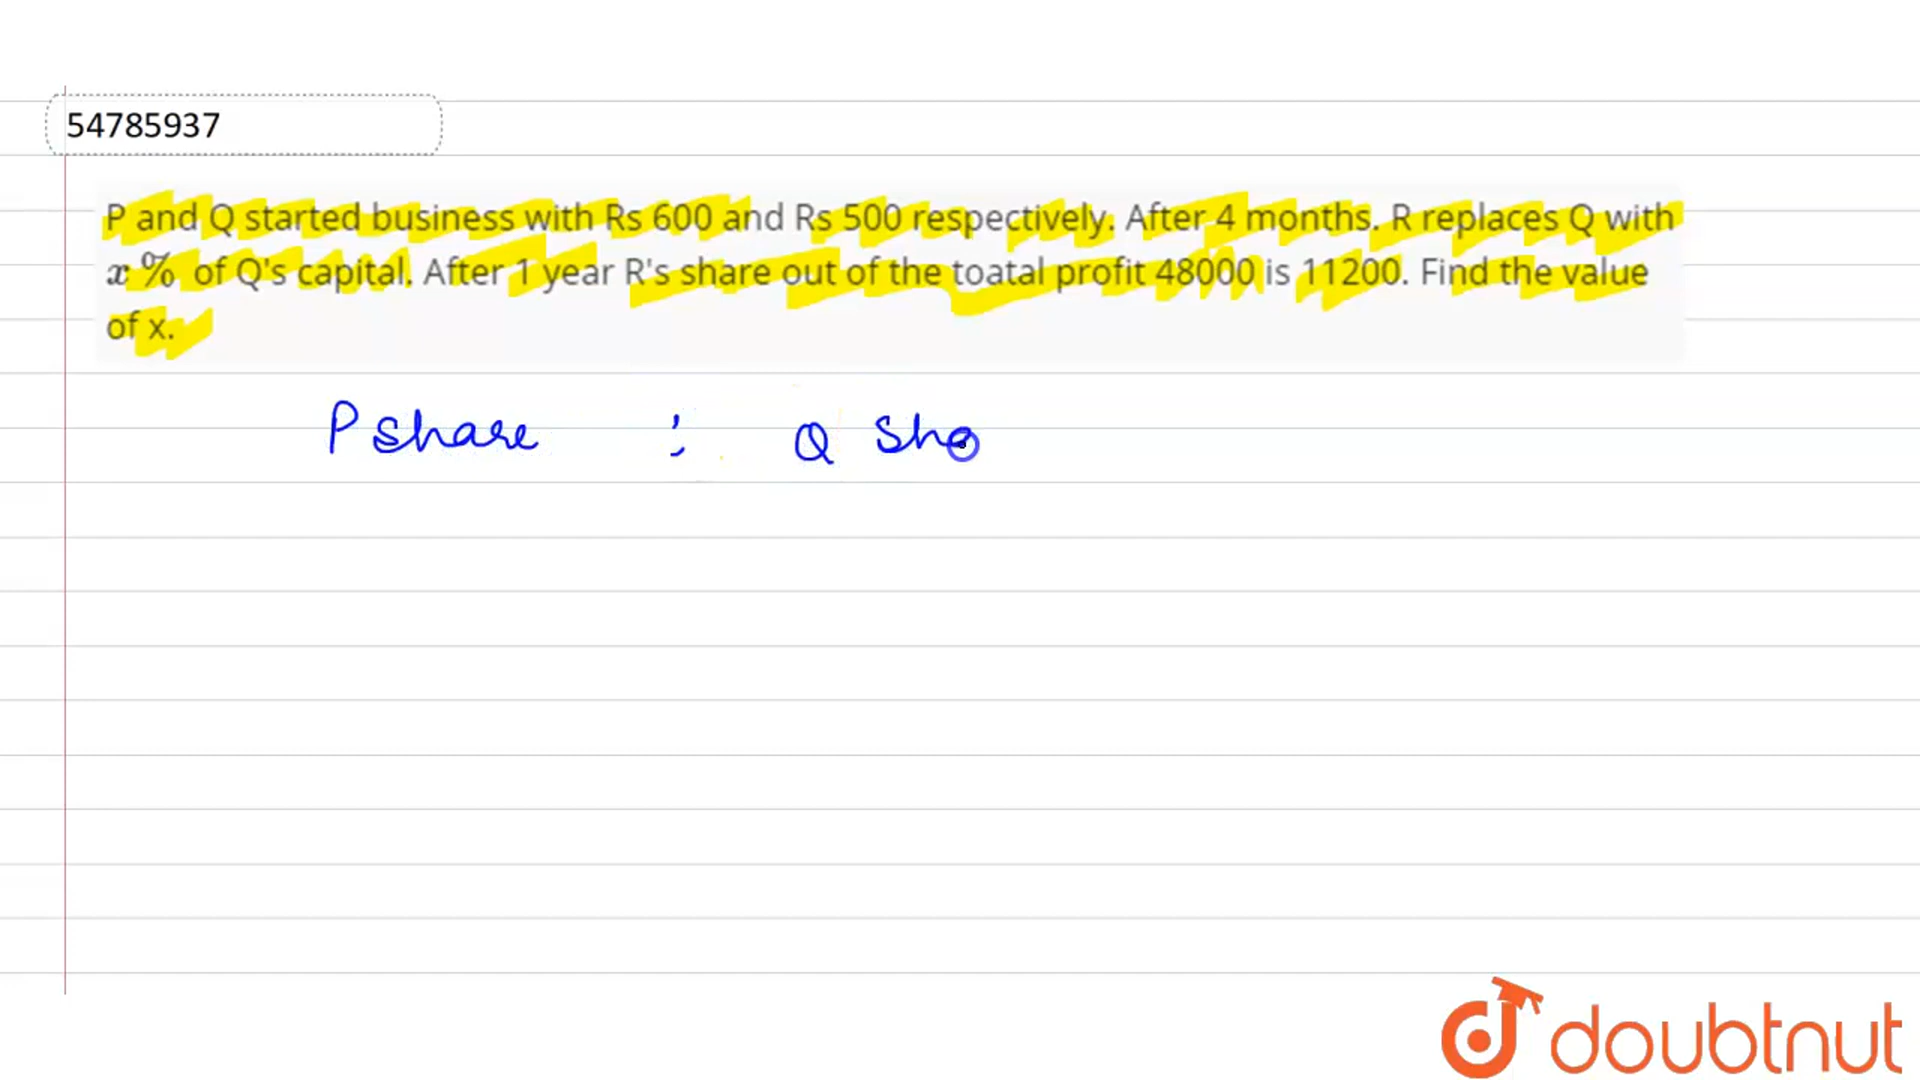 54785937
P and Q started business with Rs 600 and Rs 500 respectively. After 4 months. R replaces Q with
x % of Q's capital. After 1 year R's share out of the toatal profit 48000 is 11200. Find the value
of x.
P share : Q sha
doubtnut